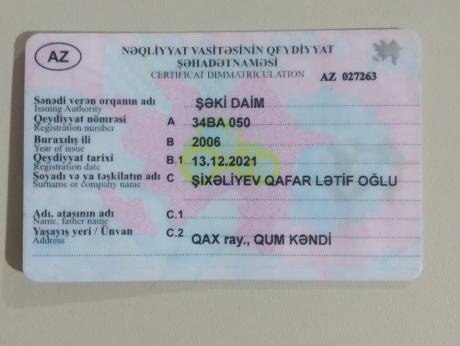 AZ
NƏQLİYYAT VASİTƏSİNİN QEYDİYYAT
ŞƏHADƏTNAMƏSİ
CERTIFICAT DIMMATRICULATION
AZ 027263
Sənədi verən orqanın adı ŞƏKİ DAİM
Issuing Authority
Qeydiyyat nömrəsi A 34BA 050
Registration number
Buraxılış ili B 2006
Year of issue
Qeydiyyat tarixi B.1 13.12.2021
Registration date
Soyadı və ya təşkilatın adı C ŞİXƏLİYEV QAFAR LƏTİF OĞLU
Surname or company name
Adı, atasının adı C.1
Name, father name
Yaşayış yeri / Ünvan C.2 QAX ray., QUM KƏNDİ
Address